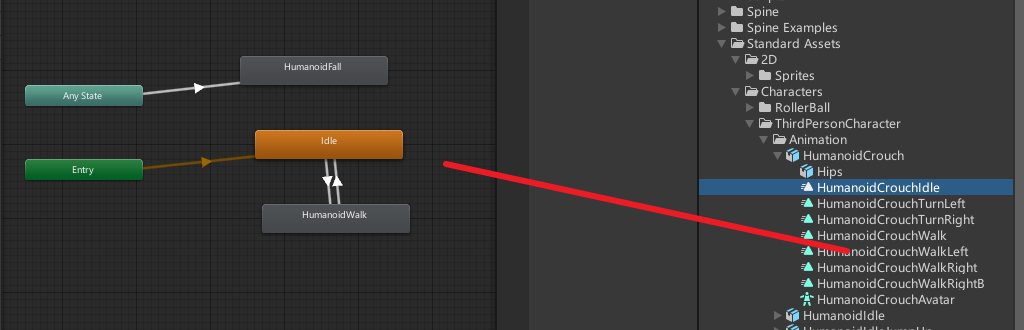 HumanoidFall
Any State
Idle
Entry
HumanoidWalk
Spine
Spine Examples
Standard Assets
2D
Sprites
Characters
RollerBall
ThirdPersonCharacter
Animation
HumanoidCrouch
Hips
HumanoidCrouchIdle
HumanoidCrouchTurnLeft
HumanoidCrouchTurnRight
HumanoidCrouchWalk
HumanoidCrouchWalkLeft
HumanoidCrouchWalkRight
HumanoidCrouchWalkRightB
HumanoidCrouchAvatar
HumanoidIdle
HumanoidIdleJumpUp